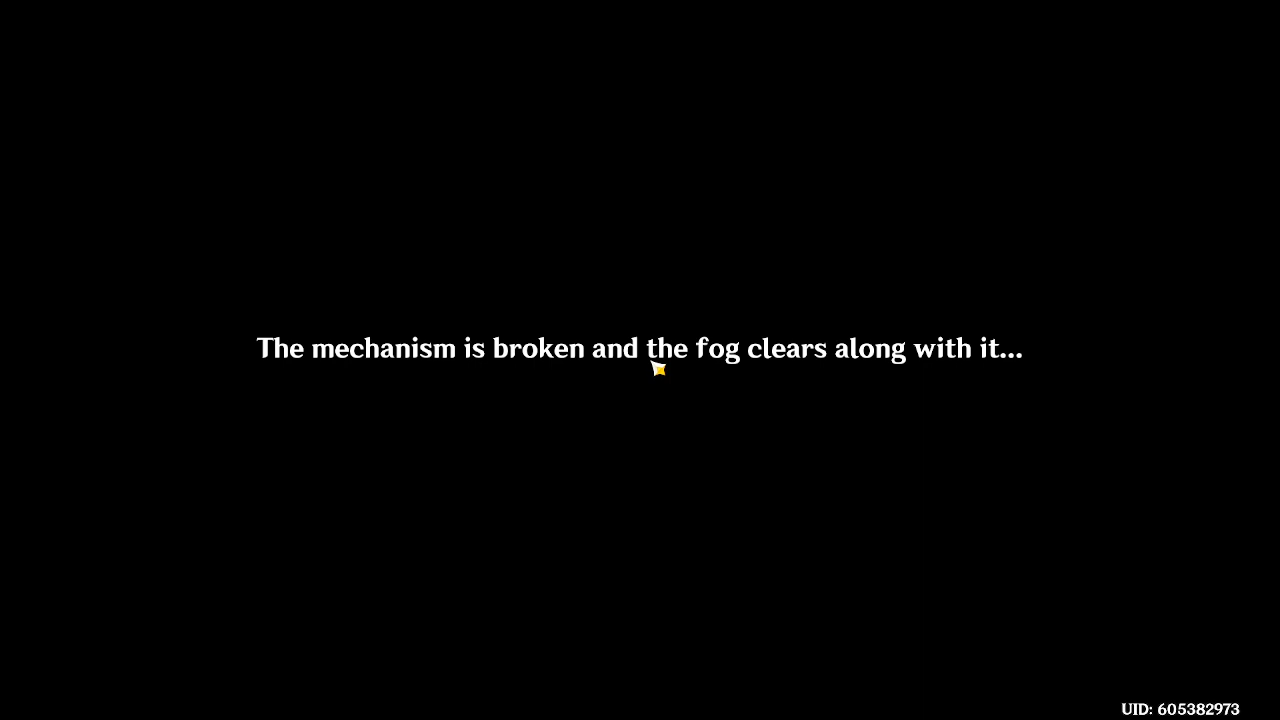 The mechanism is broken and the fog clears along with it...
UID: 605382973